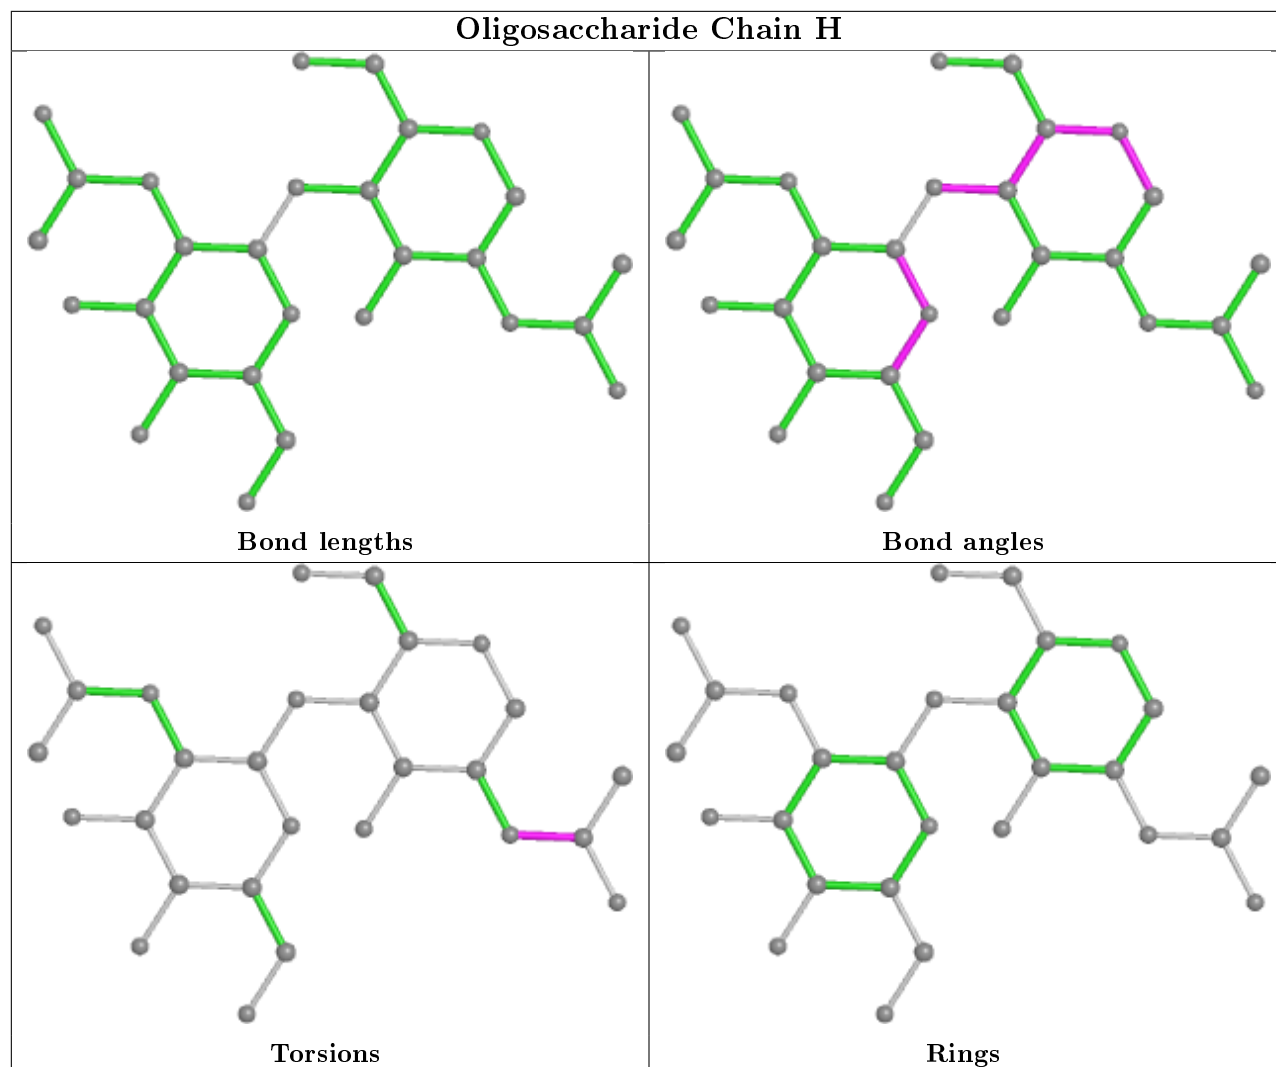 Oligosaccharide Chain H
Bond lengths
Bond angles
Torsions
Rings